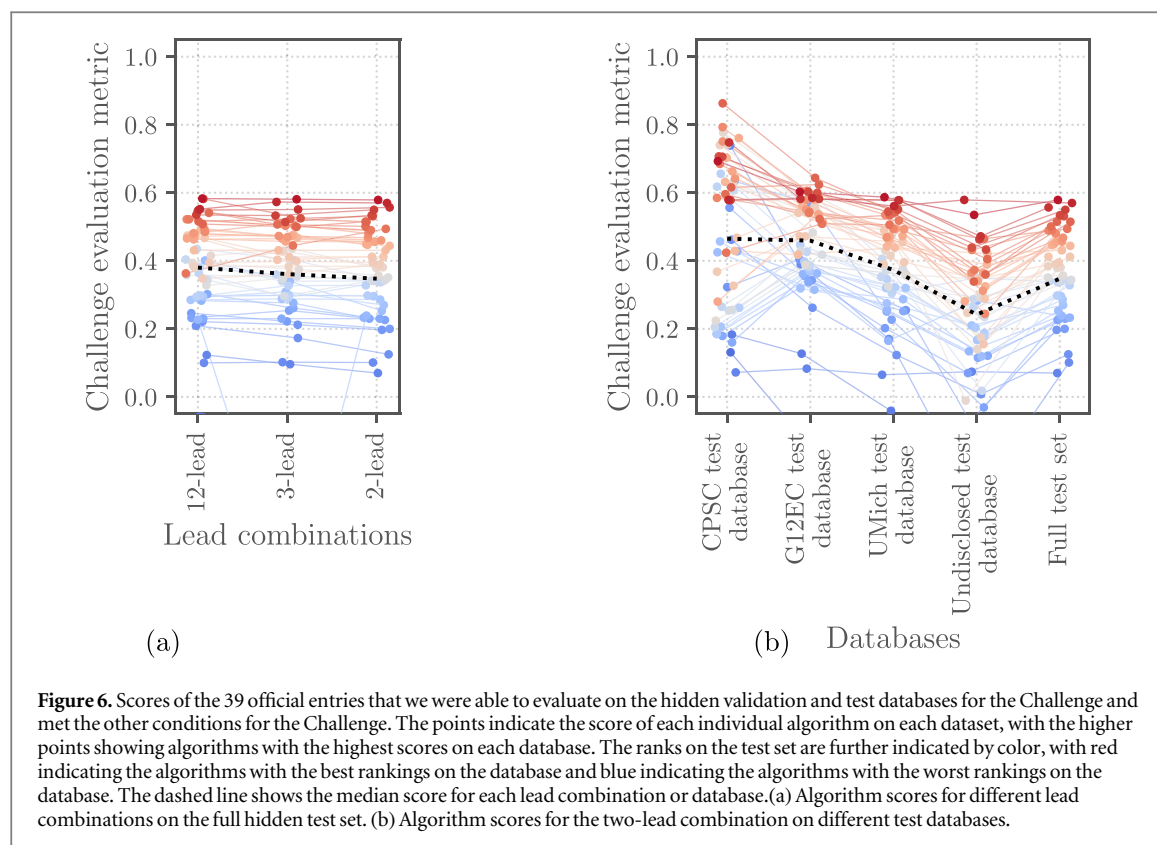 Challenge evaluation metric
1.0
0.8
0.6
0.4
0.2
0.0
12-lead
3-lead
2-lead
Lead combinations
(a)
Challenge evaluation metric
1.0
0.8
0.6
0.4
0.2
0.0
CPSC test
database
G12EC test
database
UMich test
database
Undisclosed test
database
Full test set
(b)
Databases
Figure 6. Scores of the 39 official entries that we were able to evaluate on the hidden validation and test databases for the Challenge and
met the other conditions for the Challenge. The points indicate the score of each individual algorithm on each dataset, with the higher
points showing algorithms with the highest scores on each database. The ranks on the test set are further indicated by color, with red
indicating the algorithms with the best rankings on the database and blue indicating the algorithms with the worst rankings on the
database. The dashed line shows the median score for each lead combination or database.(a) Algorithm scores for different lead
combinations on the full hidden test set. (b) Algorithm scores for the two-lead combination on different test databases.